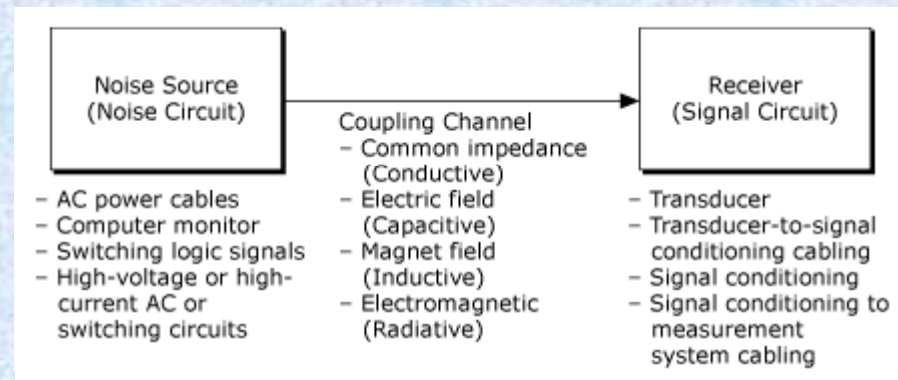 Noise Source
(Noise Circuit)
Receiver
(Signal Circuit)
Coupling Channel
– Common impedance
(Conductive)
– Electric field
(Capacitive)
– Magnet field
(Inductive)
– Electromagnetic
(Radiative)
– AC power cables
– Computer monitor
– Switching logic signals
– High-voltage or high-
current AC or
switching circuits
– Transducer
– Transducer-to-signal
conditioning cabling
– Signal conditioning
– Signal conditioning to
measurement
system cabling